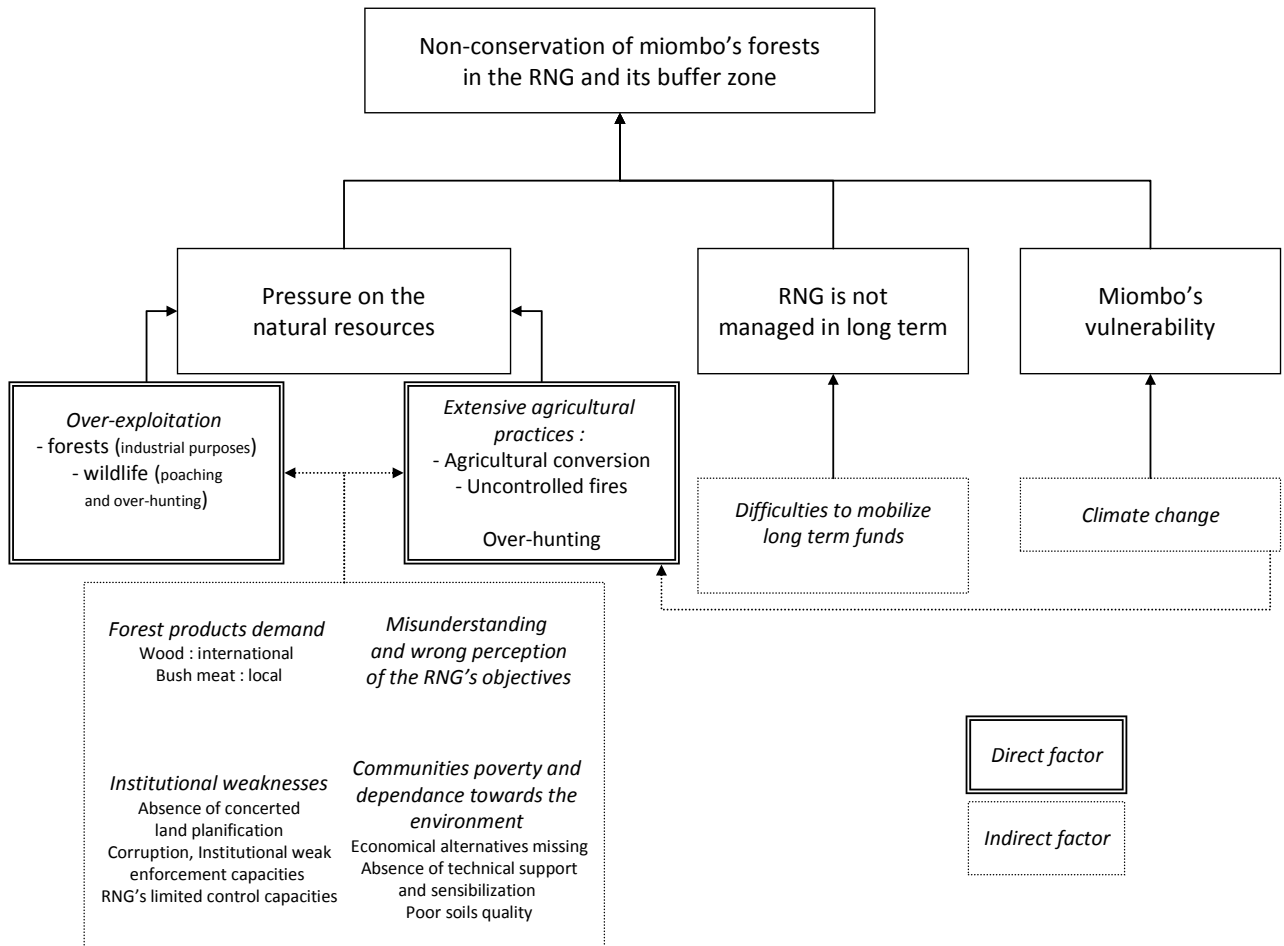 Non-conservation of miombo's forests
in the RNG and its buffer zone
Pressure on the
natural resources
RNG is not
managed in long term
Miombo's
vulnerability
Over-exploitation
- forests (industrial purposes)
- wildlife (poaching
and over-hunting)
Extensive agricultural
practices :
- Agricultural conversion
- Uncontrolled fires
Over-hunting
Difficulties to mobilize
long term funds
Climate change
Forest products demand
Wood : international
Bush meat : local
Misunderstanding
and wrong perception
of the RNG's objectives
Institutional weaknesses
Absence of concerted
land planification
Corruption, Institutional weak
enforcement capacities
RNG's limited control capacities
Communities poverty and
dependance towards the
environment
Economical alternatives missing
Absence of technical support
and sensibilization
Poor soils quality
Direct factor
Indirect factor